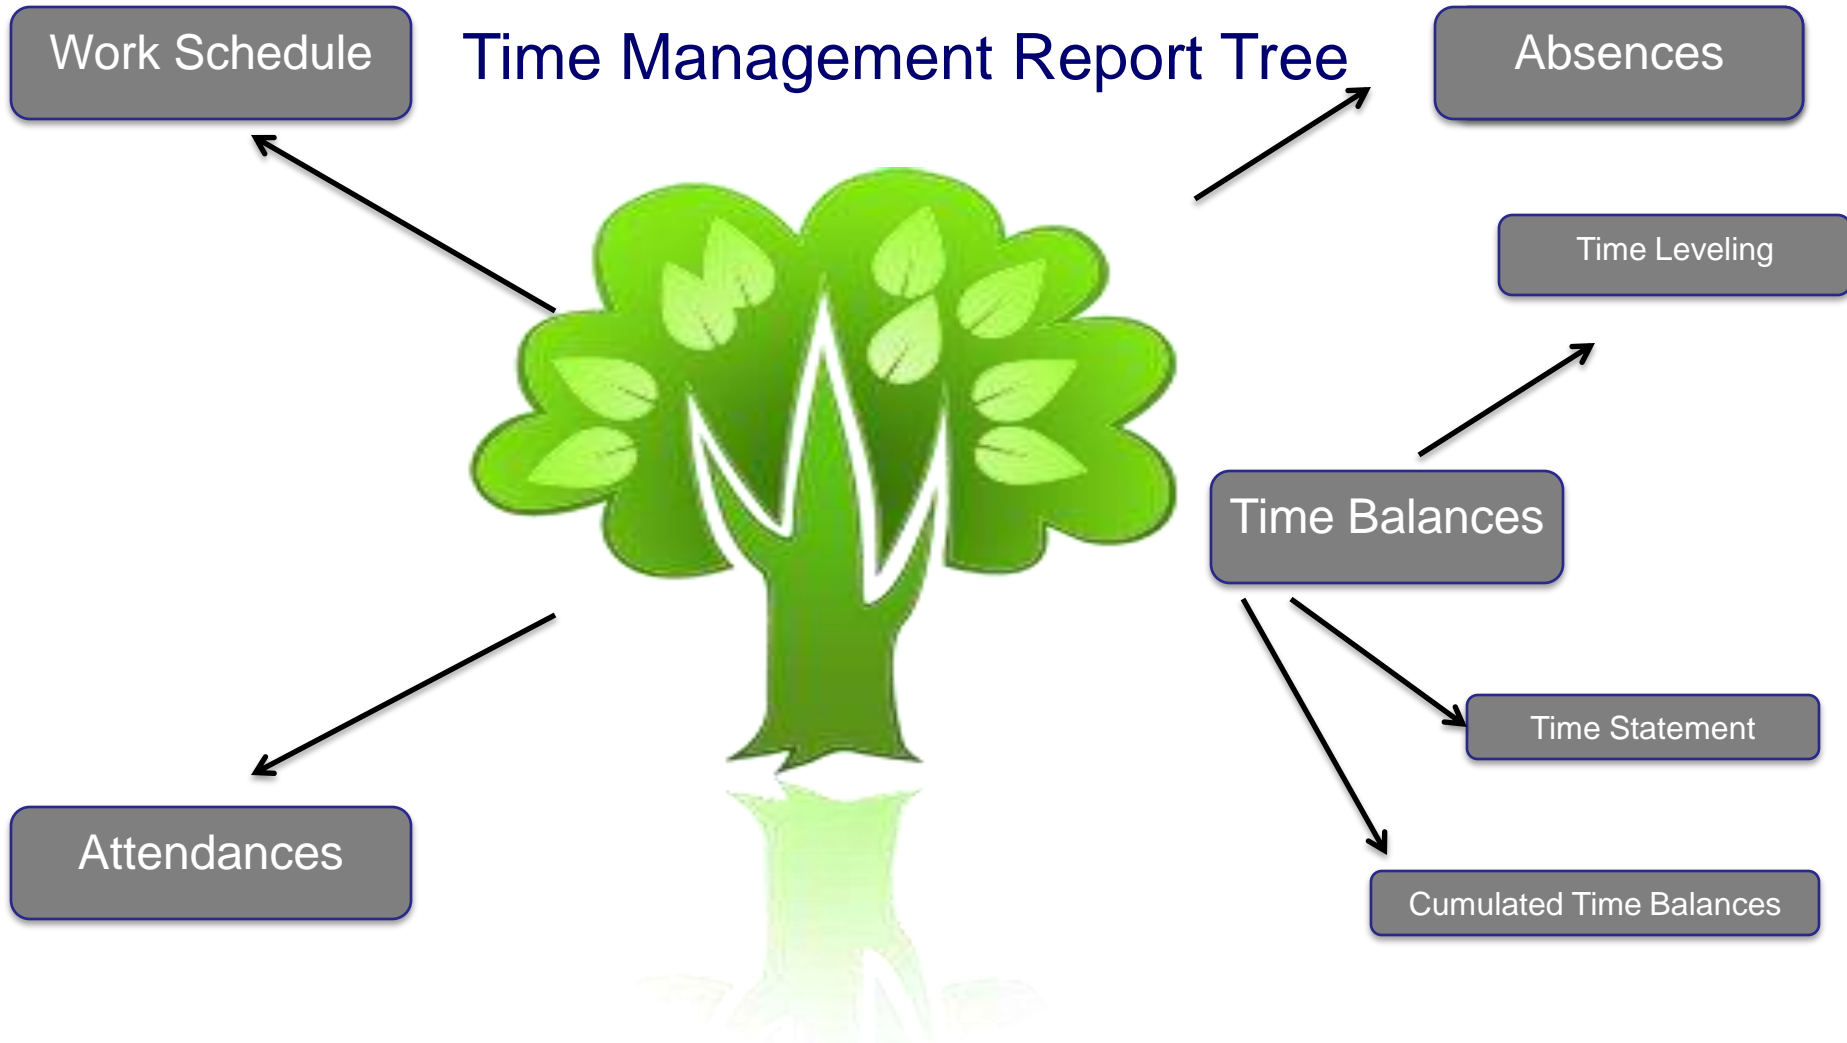 Work Schedule
Time Management Report Tree
Absences
Time Leveling
Time Balances
Time Statement
Attendances
Cumulated Time Balances